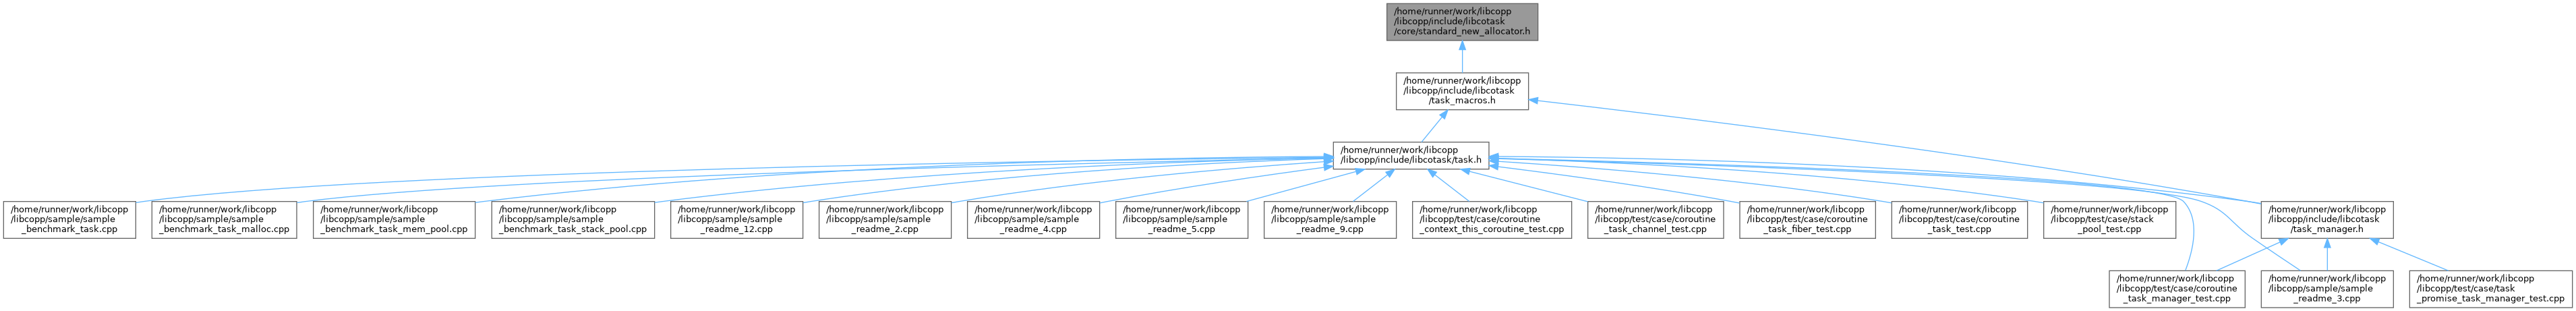 /home/runner/work/libcopp
/libcopp/include/libcotask
/core/standard_new_allocator.h
/home/runner/work/libcopp
/libcopp/include/libcotask
/task_macros.h
/home/runner/work/libcopp
/libcopp/include/libcotask/task.h
/home/runner/work/libcopp
/libcopp/sample/sample
_benchmark_task.cpp
/home/runner/work/libcopp
/libcopp/sample/sample
_benchmark_task_malloc.cpp
/home/runner/work/libcopp
/libcopp/sample/sample
_benchmark_task_mem_pool.cpp
/home/runner/work/libcopp
/libcopp/sample/sample
_benchmark_task_stack_pool.cpp
/home/runner/work/libcopp
/libcopp/sample/sample
_readme_12.cpp
/home/runner/work/libcopp
/libcopp/sample/sample
_readme_2.cpp
/home/runner/work/libcopp
/libcopp/sample/sample
_readme_4.cpp
/home/runner/work/libcopp
/libcopp/sample/sample
_readme_5.cpp
/home/runner/work/libcopp
/libcopp/sample/sample
_readme_9.cpp
/home/runner/work/libcopp
/libcopp/test/case/coroutine
_context_this_coroutine_test.cpp
/home/runner/work/libcopp
/libcopp/test/case/coroutine
_task_channel_test.cpp
/home/runner/work/libcopp
/libcopp/test/case/coroutine
_task_fiber_test.cpp
/home/runner/work/libcopp
/libcopp/test/case/coroutine
_task_test.cpp
/home/runner/work/libcopp
/libcopp/test/case/stack
_pool_test.cpp
/home/runner/work/libcopp
/libcopp/include/libcotask
/task_manager.h
/home/runner/work/libcopp
/libcopp/test/case/coroutine
_task_manager_test.cpp
/home/runner/work/libcopp
/libcopp/sample/sample
_readme_3.cpp
/home/runner/work/libcopp
/libcopp/test/case/task
_promise_task_manager_test.cpp